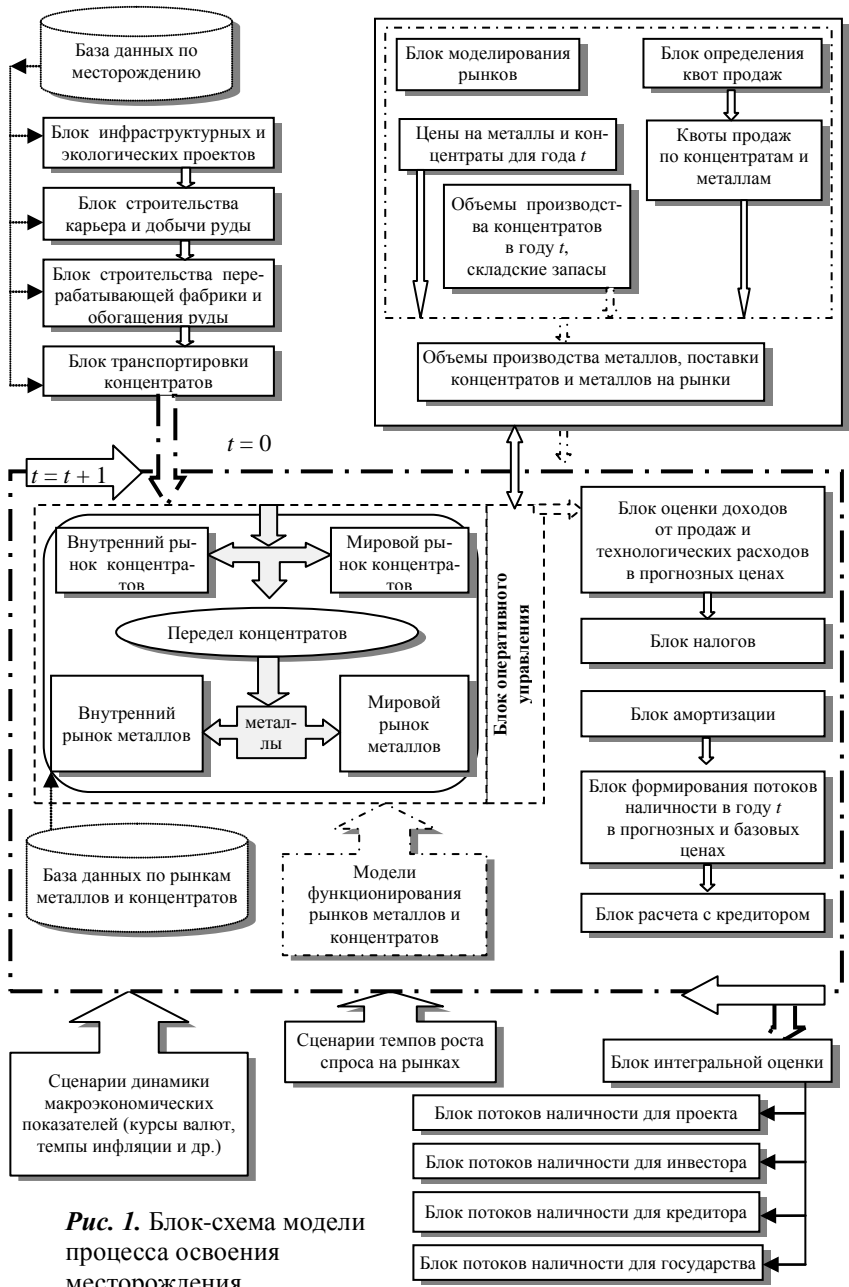 База данных по
месторождению
Блок инфраструктурных и
экологических проектов
Блок строительства
карьера и добычи руды
Блок строительства пере-
рабатывающей фабрики и
обогащения руды
Блок транспортировки
концентратов
Блок моделирования
рынков
Блок определения
квот продаж
Цены на металлы и кон-
центраты для года t
Квоты продаж
по концентратам и
металлам
Объемы производст-
ва концентратов
в году t,
складские запасы
Объемы производства металлов, поставки
концентратов и металлов на рынки
t = 0
t = t + 1
Внутренний ры-
нок концентра-
тов
Мировой ры-
нок концентра-
тов
Передел концентратов
Внутренний
рынок металлов
метал-
лы
Мировой
рынок
металлов
Блок оперативного
управления
База данных по рынкам
металлов и концентратов
Модели
функционирования
рынков металлов и
концентратов
Блок оценки доходов
от продаж и
технологических расходов
в прогнозных ценах
Блок налогов
Блок амортизации
Блок формирования потоков
наличности в году t
в прогнозных и базовых
ценах
Блок расчета с кредитором
Сценарии динамики
макроэкономических
показателей (курсы валют,
темпы инфляции и др.)
Сценарии темпов роста
спроса на рынках
Блок интегральной оценки
Блок потоков наличности для проекта
Блок потоков наличности для инвестора
Блок потоков наличности для кредитора
Блок потоков наличности для государства
Рис. 1. Блок-схема модели
процесса освоения
месторождения